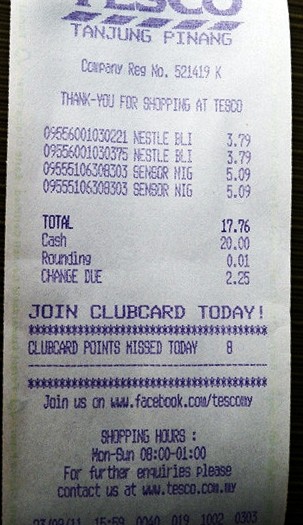 TESCO
TANJUNG PINANG
Company Reg No. 521419 K
THANK-YOU FOR SHOPPING AT TESCO
09556001030221 NESTLE BLI 3.79
09556001030375 NESTLE BLI 3.79
09555106308303 SENSOR NIG 5.09
09555106308303 SENSOR NIG 5.09
TOTAL 17.76
Cash 20.00
Rounding 0.01
CHANGE DUE 2.25
JOIN CLUBCARD TODAY!
************************************
CLUBCARD POINTS MISSED TODAY 8
------------------------------------
************************************
Join us on www.facebook.com/tescomy
SHOPPING HOURS :
Mon-Sun 08:00-01:00
For further enquiries please
contact us at www.tesco.com.my
23/09/11 15:59 0040 019 1002 0303